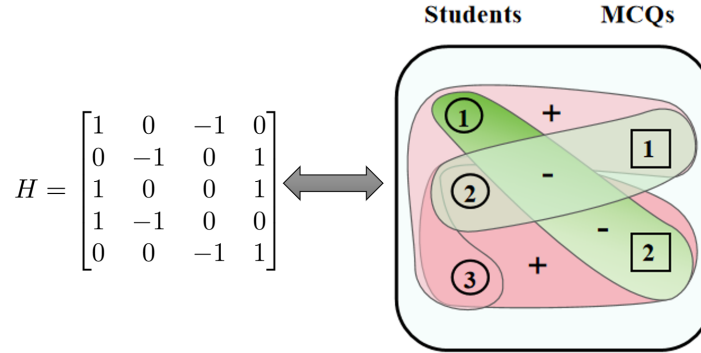 Students MCQs
H =
1 0 −1 0
0 −1 0 1
1 0 0 1
1 −1 0 0
0 0 −1 1
1 +
1
2 -
- 2
3 +